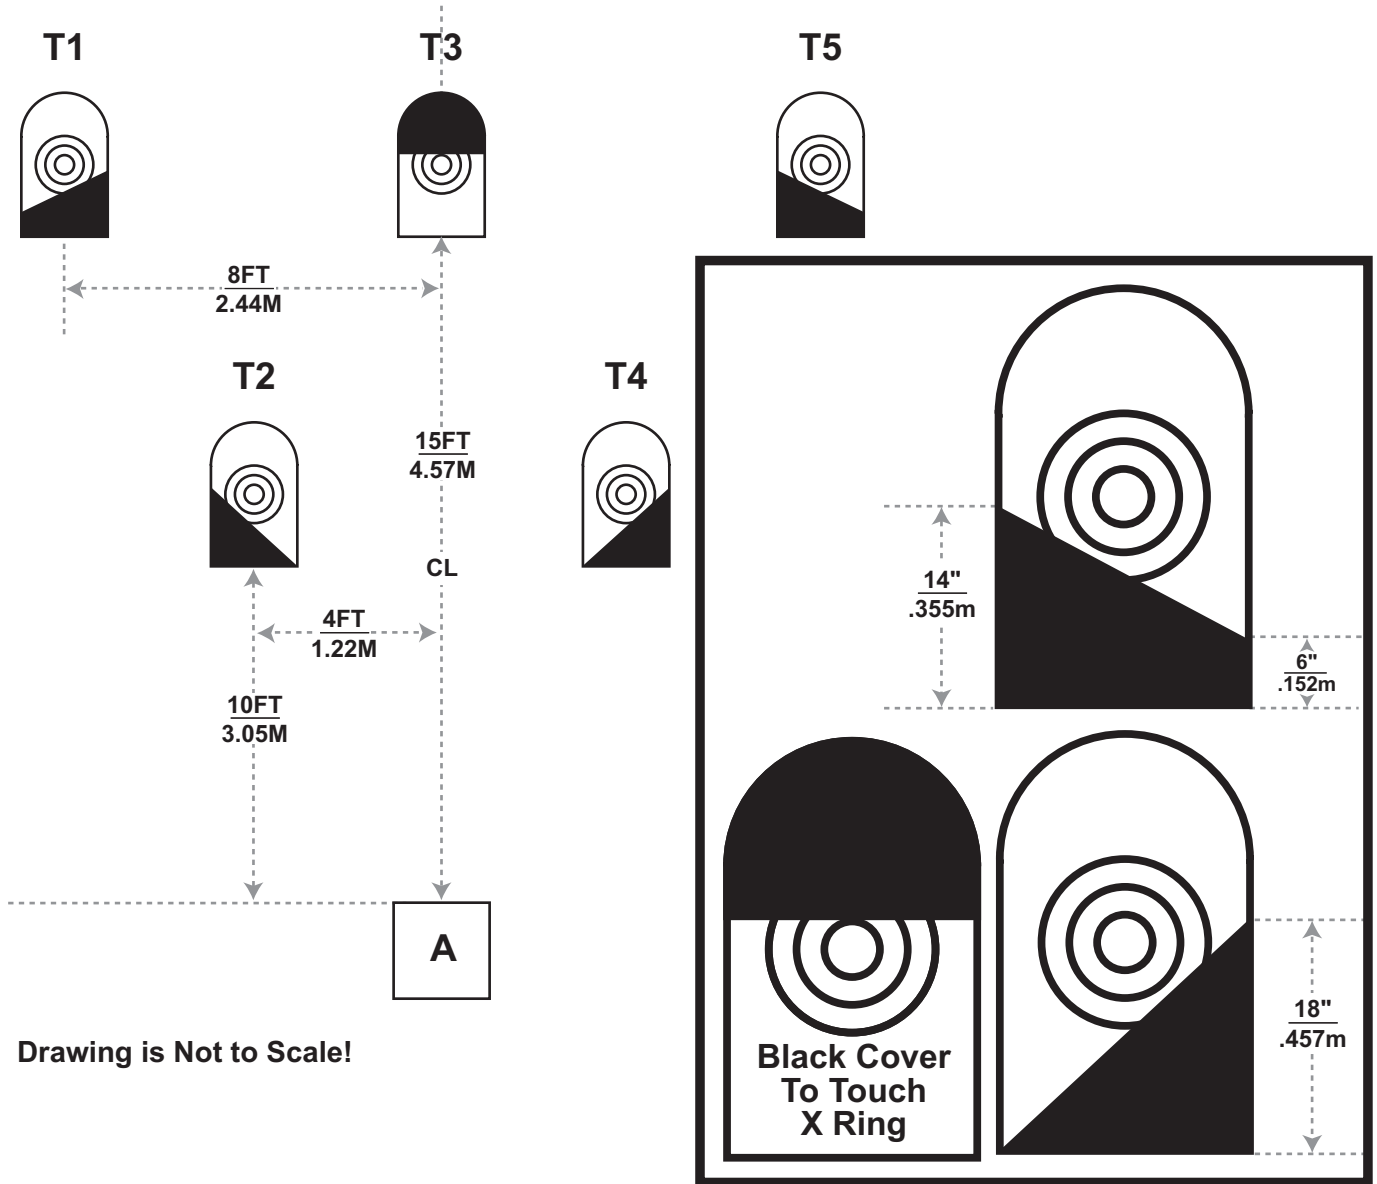 T1
T3
T5
8FT
2.44M
T2
T4
15FT
4.57M
CL
4FT
1.22M
10FT
3.05M
A
Drawing is Not to Scale!
14"
.355m
6"
.152m
18"
.457m
Black Cover
To Touch
X Ring